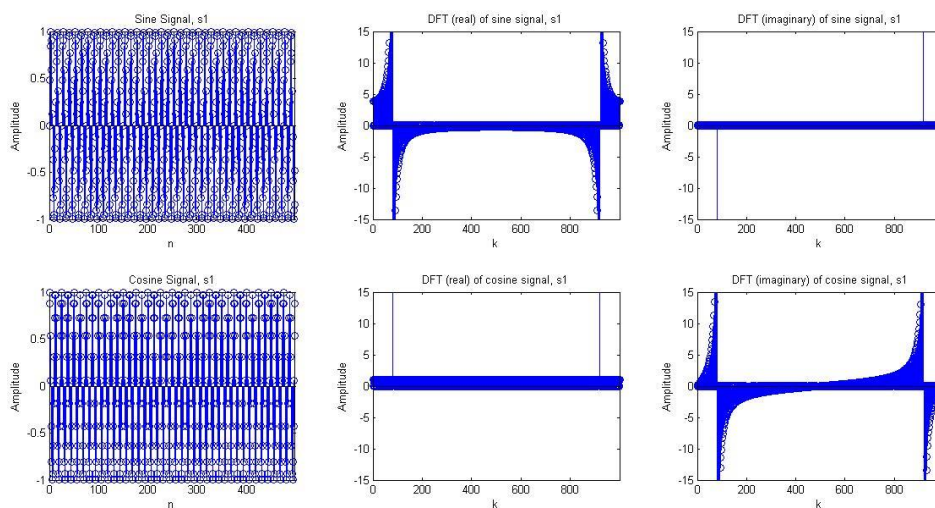 Sine Signal, s1
DFT (real) of sine signal, s1
DFT (imaginary) of sine signal, s1
Amplitude
1
0.5
0
-0.5
-1
0 100 200 300 400
n
Amplitude
15
10
5
0
-5
-10
-15
0 200 400 600 800
k
Amplitude
15
10
5
0
-5
-10
-15
0 200 400 600 800
k
Cosine Signal, s1
DFT (real) of cosine signal, s1
DFT (imaginary) of cosine signal, s1
Amplitude
1
0.5
0
-0.5
-1
0 100 200 300 400
n
Amplitude
15
10
5
0
-5
-10
-15
0 200 400 600 800
k
Amplitude
15
10
5
0
-5
-10
-15
0 200 400 600 800
k